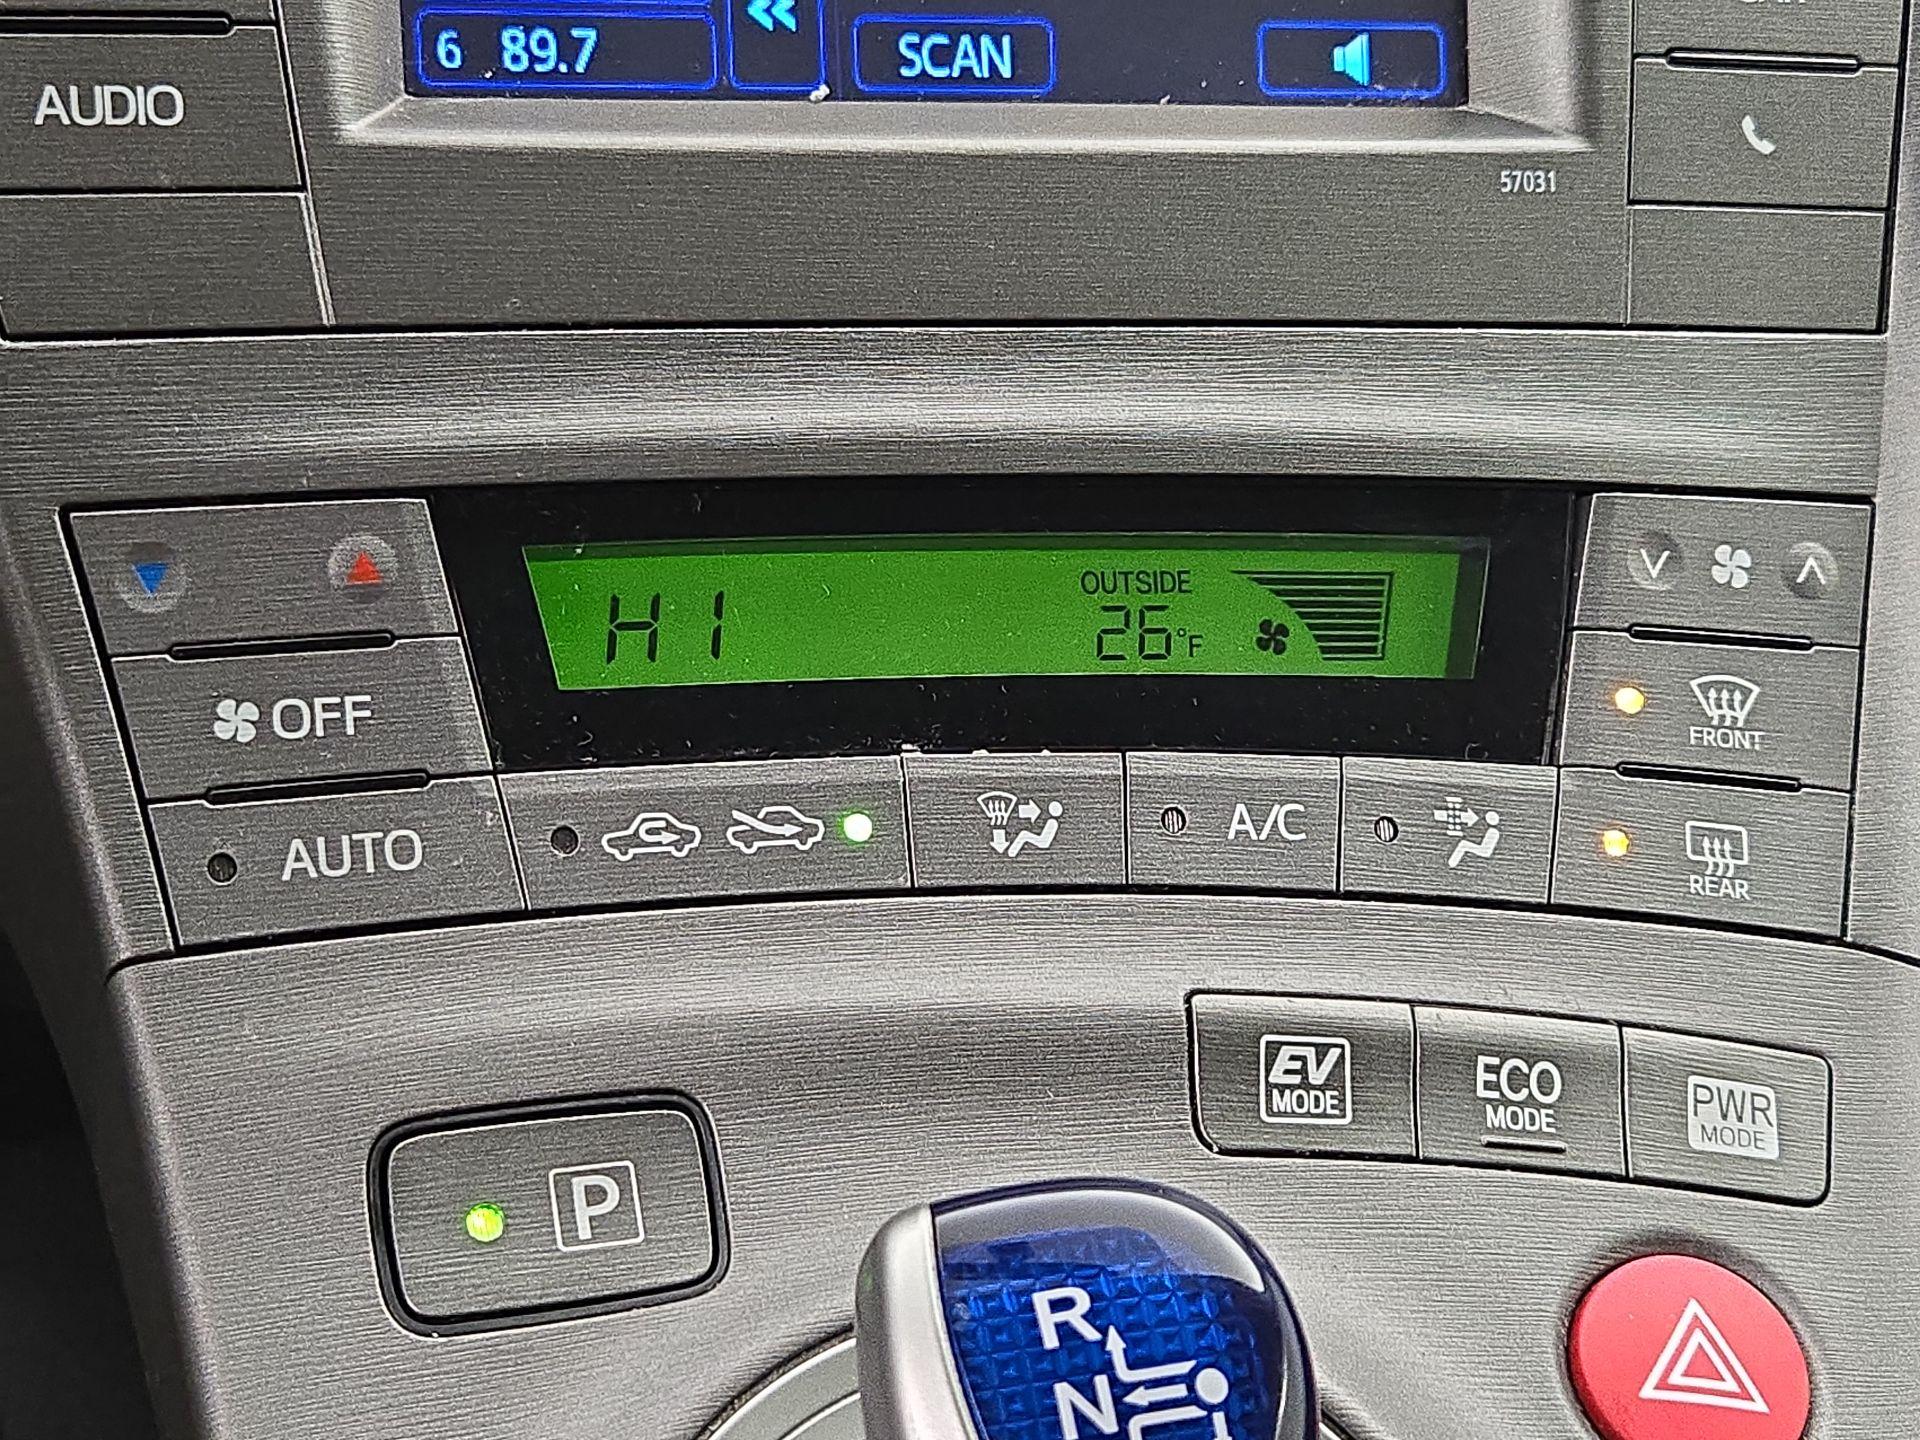 6 89.7
SCAN
AUDIO
57031
HI
OUTSIDE
26°F
OFF
FRONT
AUTO
A/C
REAR
EV
MODE
ECO
MODE
PWR
MODE
P
R
N